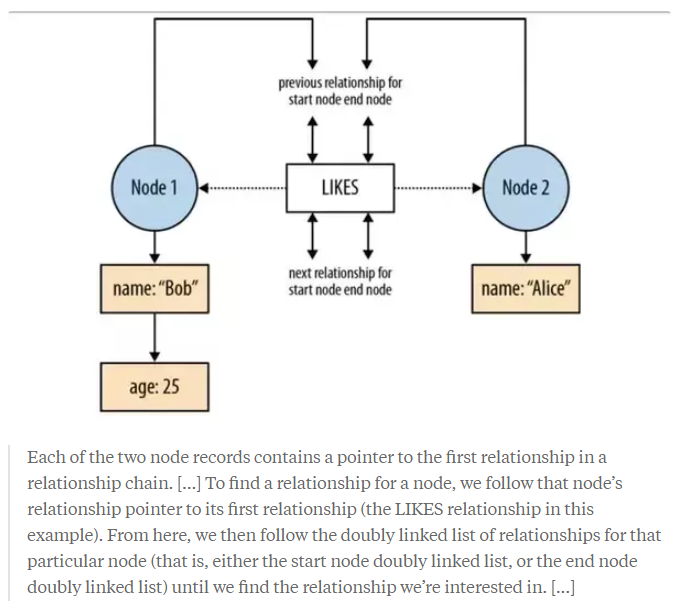 previous relationship for
start node end node
Node 1
LIKES
Node 2
next relationship for
start node end node
name: “Bob”
name: “Alice”
age: 25
Each of the two node records contains a pointer to the first relationship in a
relationship chain. [...] To find a relationship for a node, we follow that node’s
relationship pointer to its first relationship (the LIKES relationship in this
example). From here, we then follow the doubly linked list of relationships for that
particular node (that is, either the start node doubly linked list, or the end node
doubly linked list) until we find the relationship we’re interested in. [...]